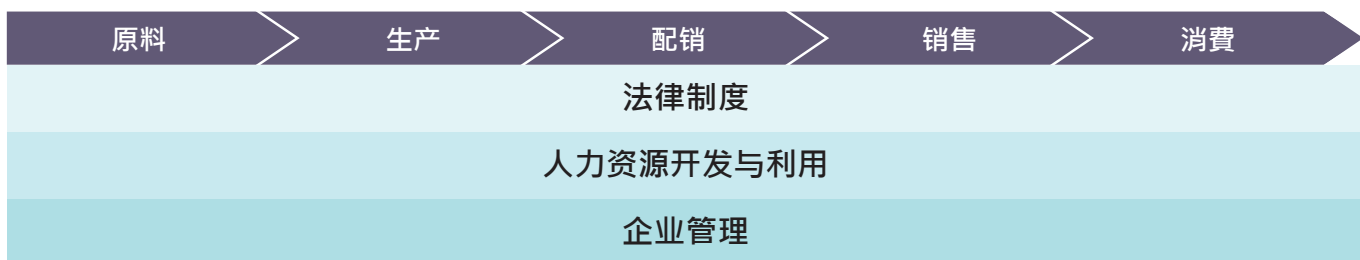 原料 生产 配销 销售 消費
法律制度
人力资源开发与利用
企业管理